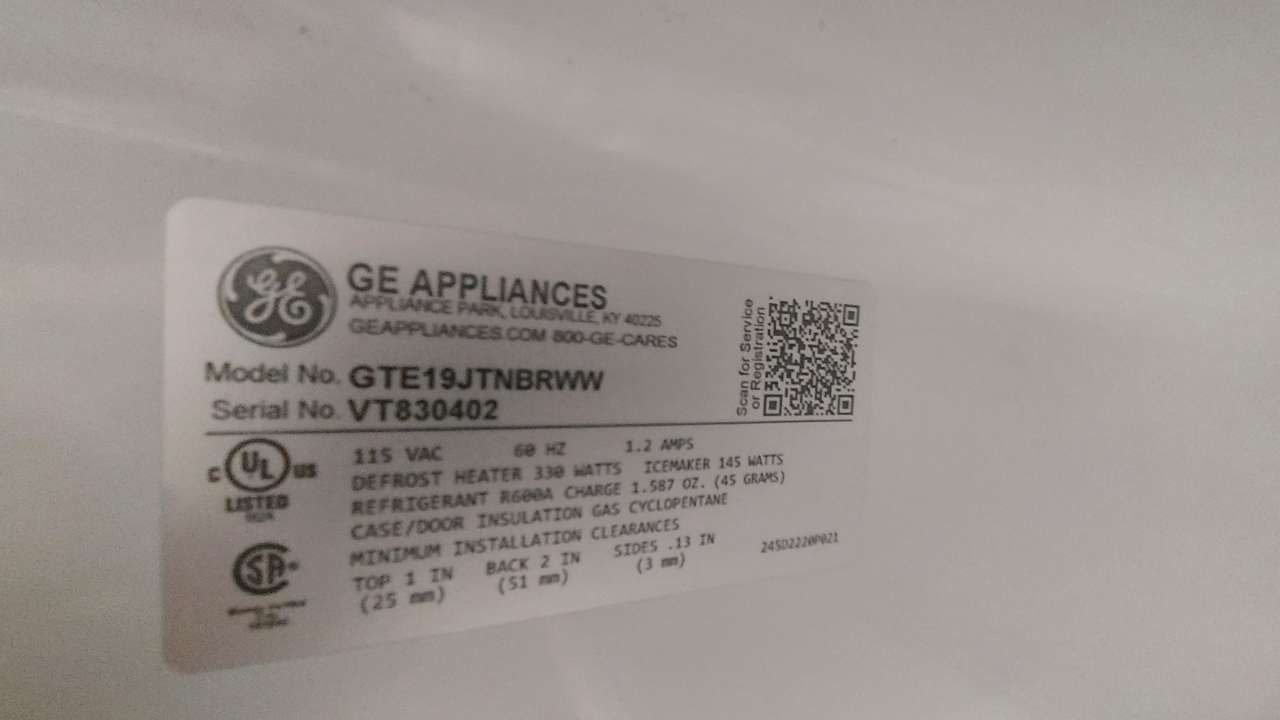 GE APPLIANCES
APPLIANCE PARK, LOUISVILLE, KY 40225
GEAPPLIANCES.COM 800-GE-CARES
Model No. GTE19JTNBRWW
Serial No. VT830402
Scan for Service
or Registration
C UL US
LISTED
115 VAC 60 HZ 1.2 AMPS
DEFROST HEATER 330 WATTS ICEMAKER 145 WATTS
REFRIGERANT R600A CHARGE 1.587 OZ. (45 GRAMS)
CASE/DOOR INSULATION GAS CYCLOPENTANE
MINIMUM INSTALLATION CLEARANCES
TOP 1 IN BACK 2 IN SIDES .13 IN
(25 mm) (51 mm) (3 mm)
245D2220P021